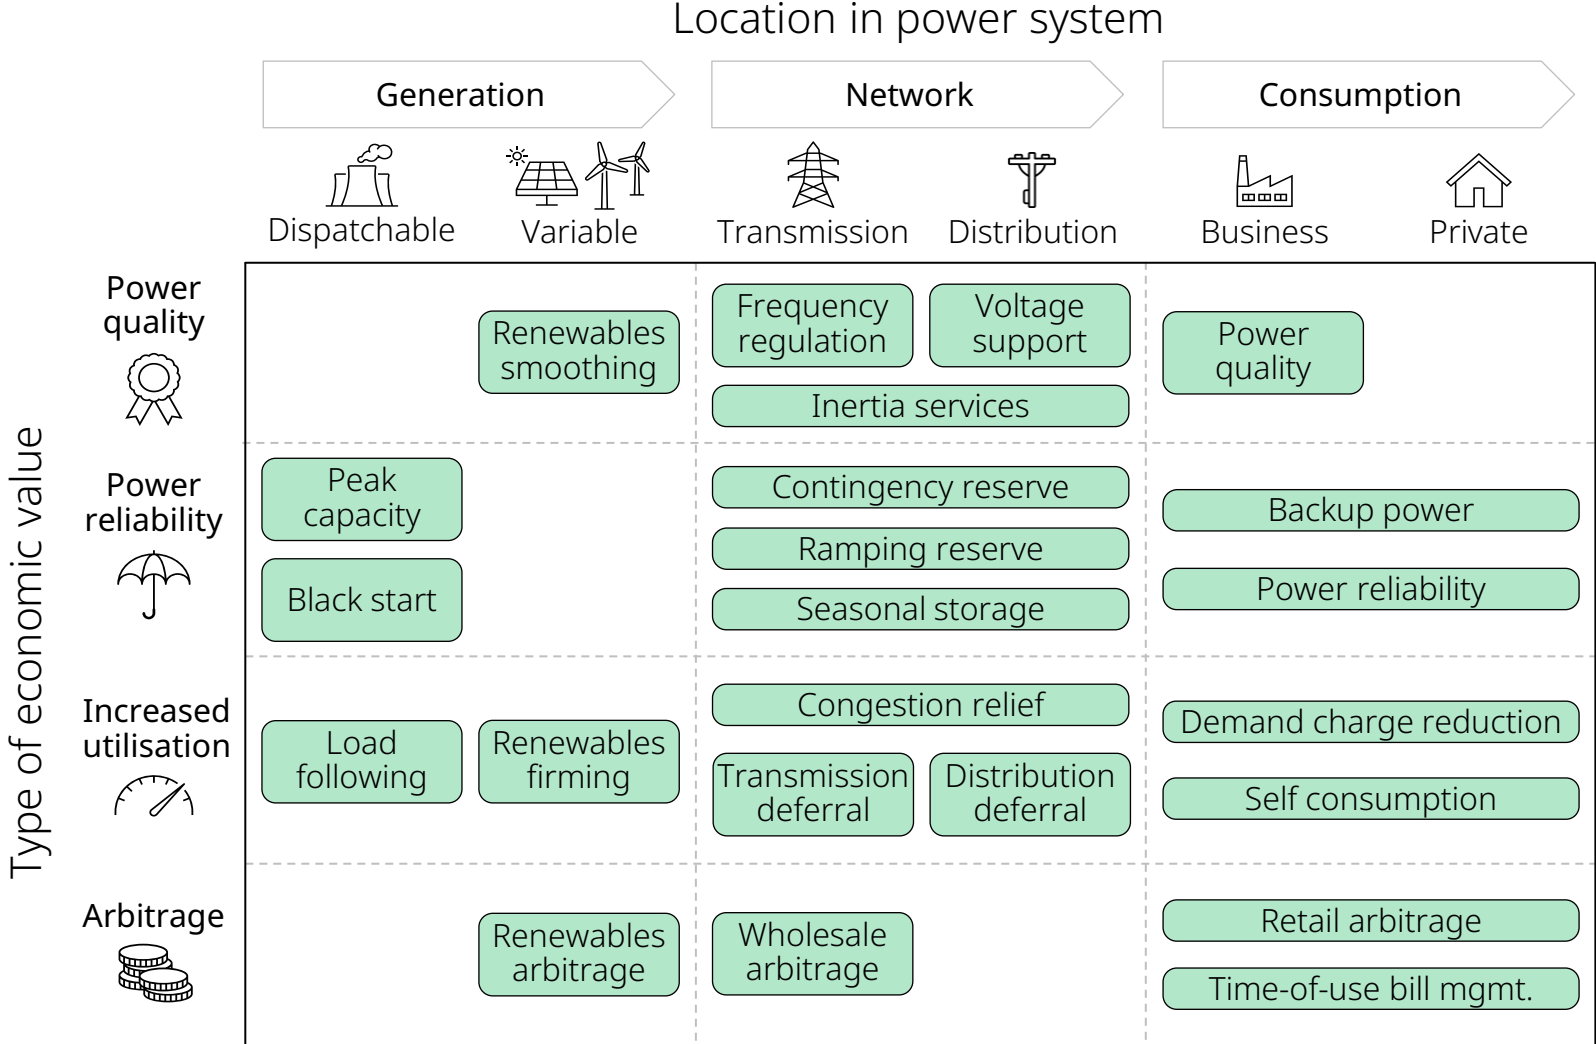 Location in power system
Generation
Network
Consumption
Dispatchable
Variable
Transmission
Distribution
Business
Private
Type of economic value
Power
quality
Renewables
smoothing
Frequency
regulation
Voltage
support
Inertia services
Power
quality
Power
reliability
Peak
capacity
Black start
Contingency reserve
Ramping reserve
Seasonal storage
Backup power
Power reliability
Increased
utilisation
Load
following
Renewables
firming
Congestion relief
Transmission
deferral
Distribution
deferral
Demand charge reduction
Self consumption
Arbitrage
Renewables
arbitrage
Wholesale
arbitrage
Retail arbitrage
Time-of-use bill mgmt.